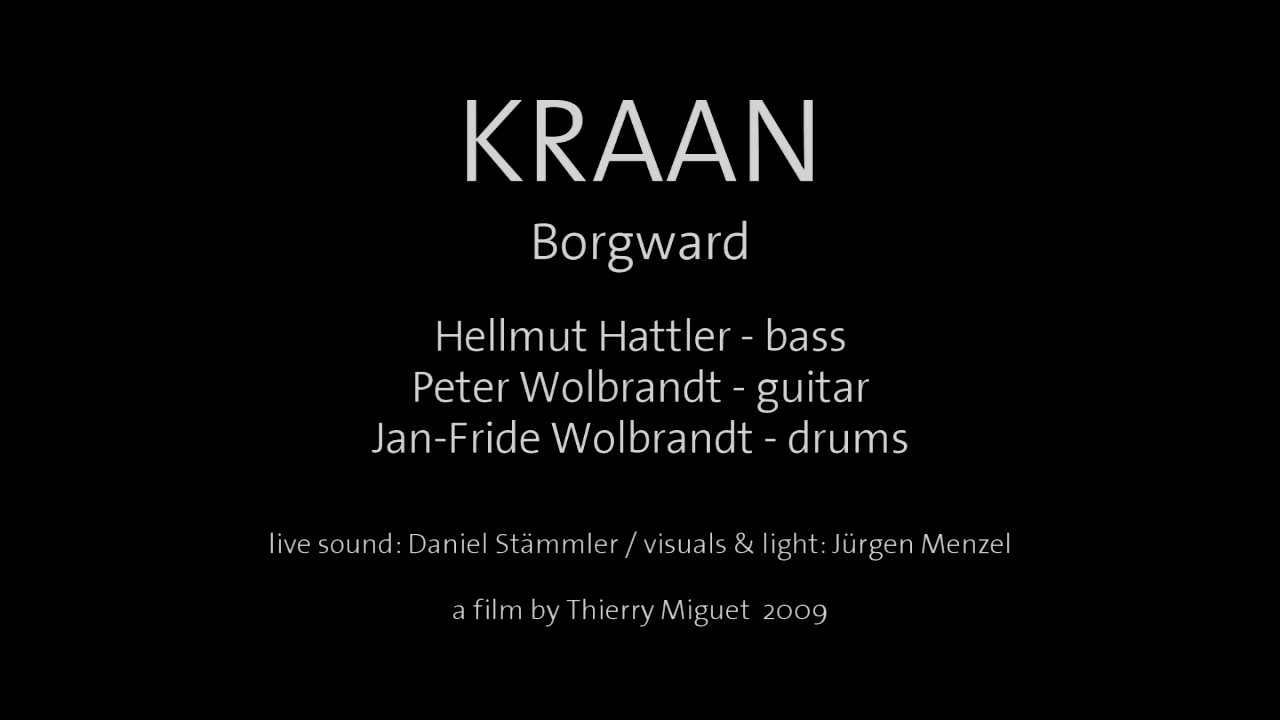 KRAAN
Borgward
Hellmut Hattler - bass
Peter Wolbrandt - guitar
Jan-Fride Wolbrandt - drums
live sound: Daniel Stämmler / visuals & light: Jürgen Menzel
a film by Thierry Miguet 2009